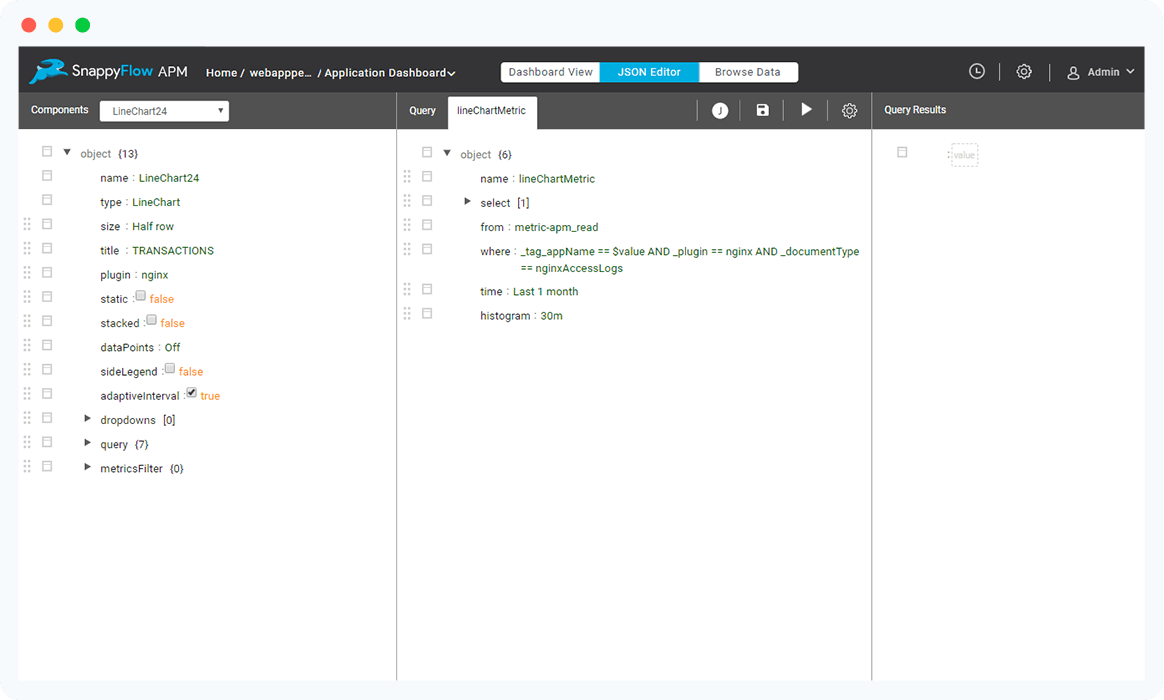 SnappyFlow APM
Home / webapppe... / Application Dashboard
Dashboard View
JSON Editor
Browse Data
Admin
Components
LineChart24
Query
lineChartMetric
J
Query Results
object {13}
name : LineChart24
type : LineChart
size : Half row
title : TRANSACTIONS
plugin : nginx
static : false
stacked : false
dataPoints : Off
sideLegend : false
adaptiveInterval : true
dropdowns [0]
query {7}
metricsFilter {0}
object {6}
name : lineChartMetric
select [1]
from : metric-apm_read
where : _tag_appName == $value AND _plugin == nginx AND _documentType
== nginxAccessLogs
time : Last 1 month
histogram : 30m
: value